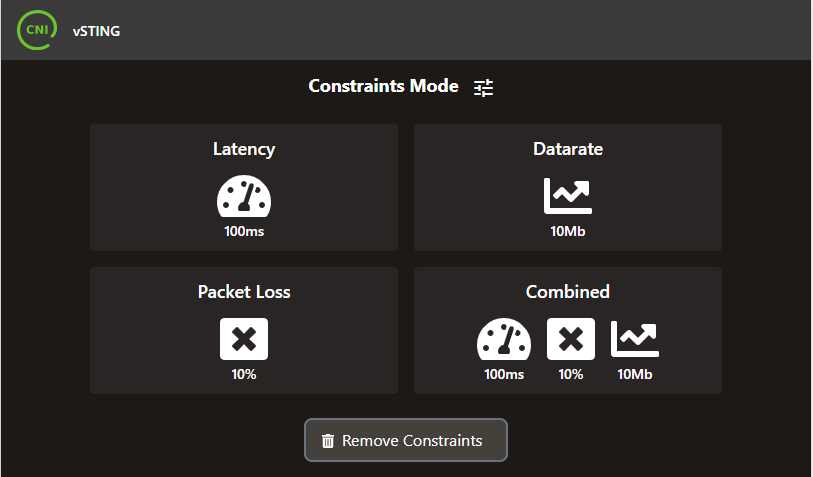 CNI vSTING
Constraints Mode
Latency
100ms
Datarate
10Mb
Packet Loss
10%
Combined
100ms 10% 10Mb
Remove Constraints